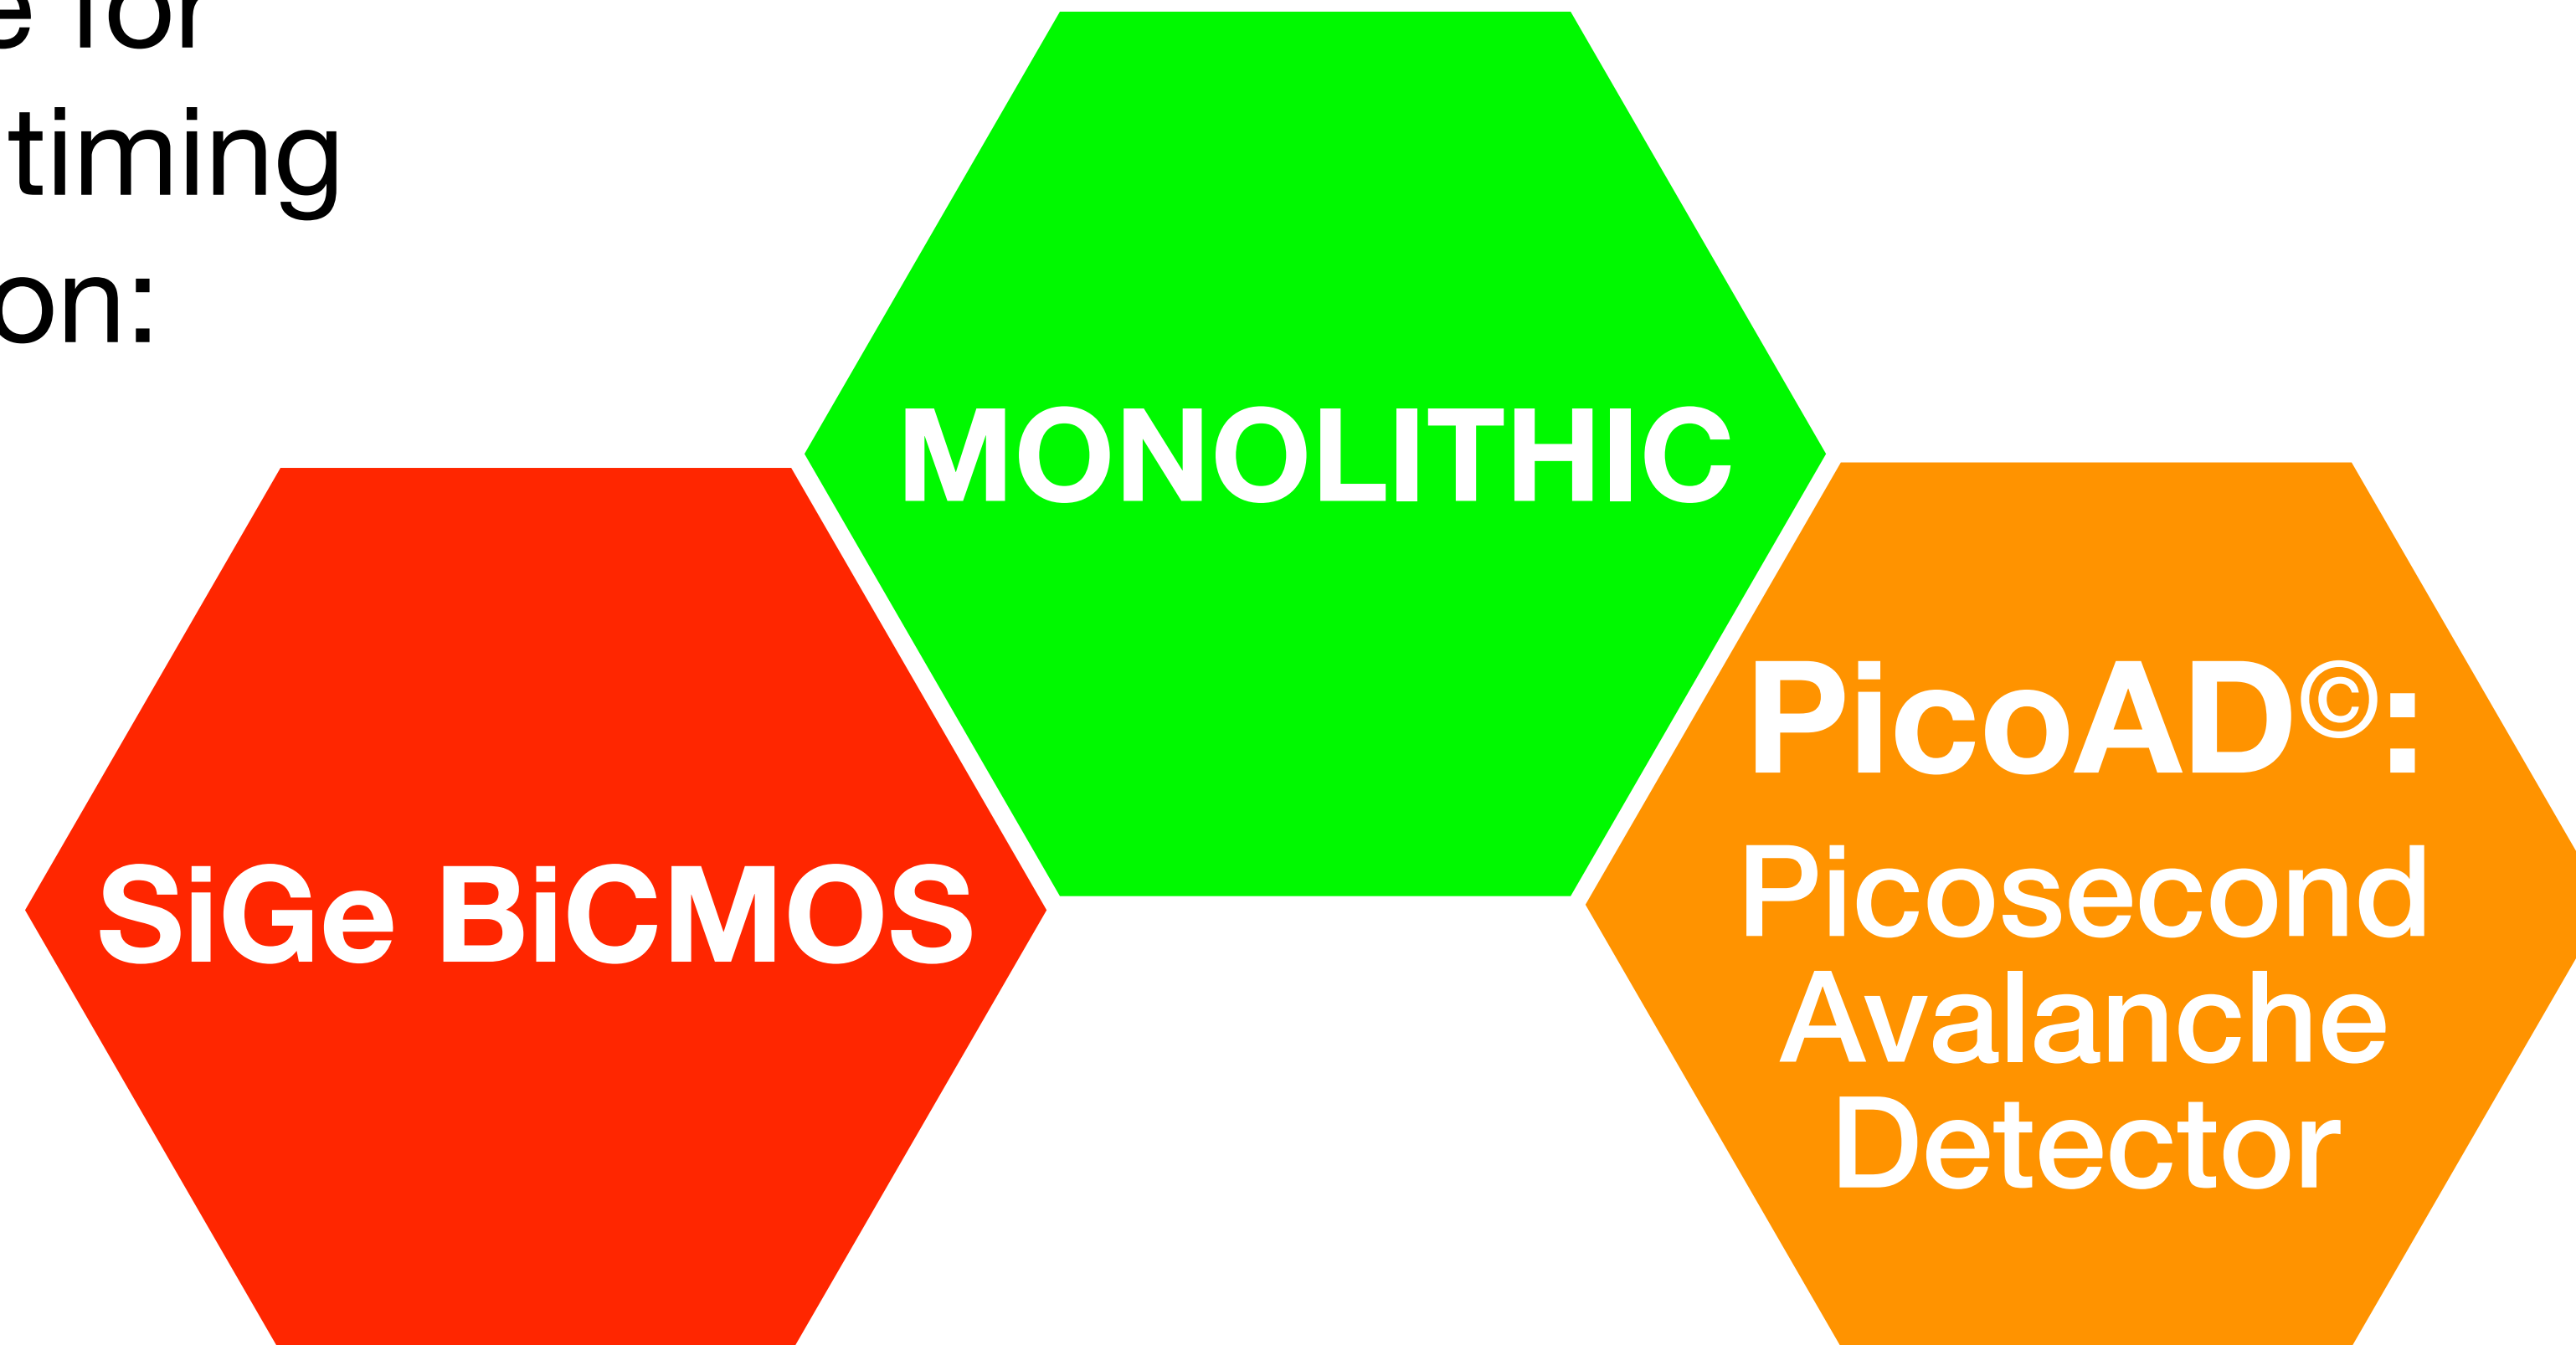 e for
timing
on:
MONOLITHIC
SiGe BiCMOS
PicoAD©:
Picosecond
Avalanche
Detector